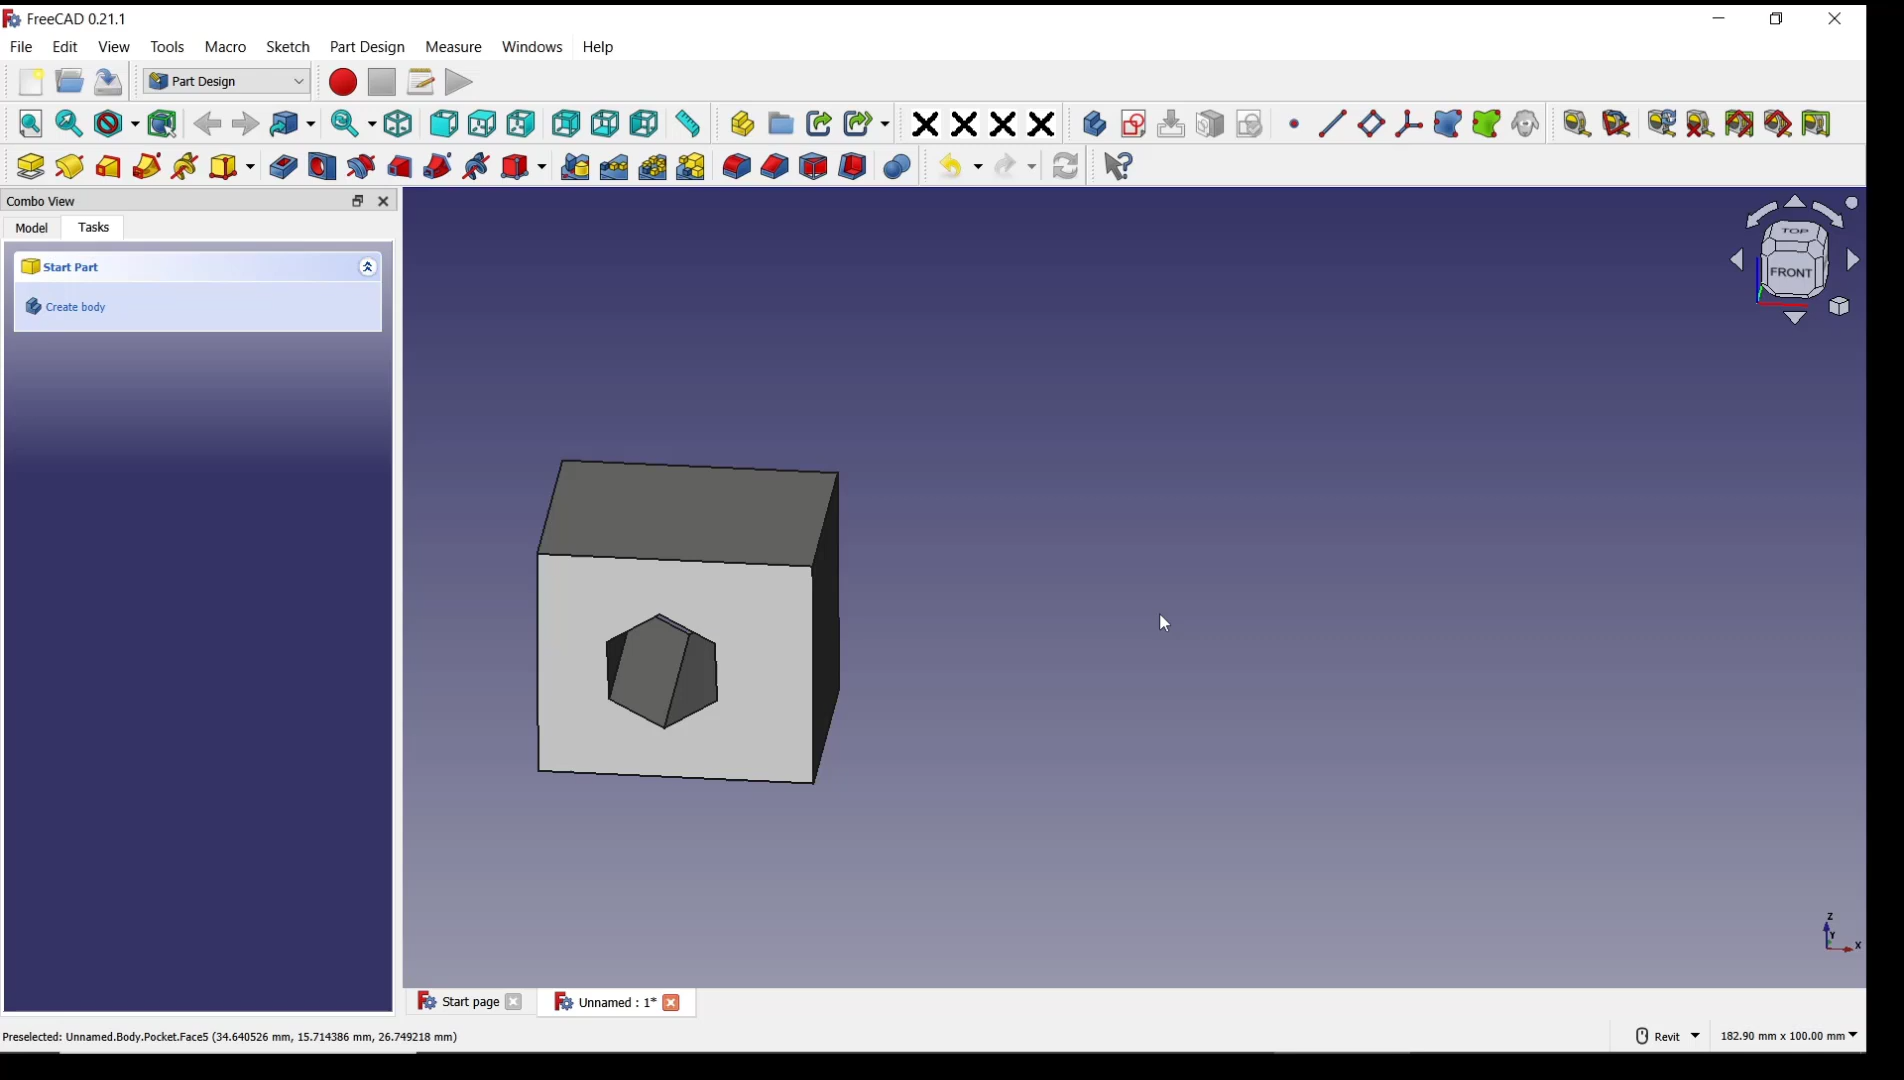 FreeCAD 0.21.1
File Edit View Tools Macro Sketch Part Design Measure Windows Help
Part Design
Combo View
Model Tasks
Start Part
Create body
TOP
FRONT
Z
Y
X
Start page Unnamed : 1*
Preselected: Unnamed.Body.Pocket.Face5 (34.640526 mm, 15.714386 mm, 26.749218 mm) Revit 182.90 mm x 100.00 mm